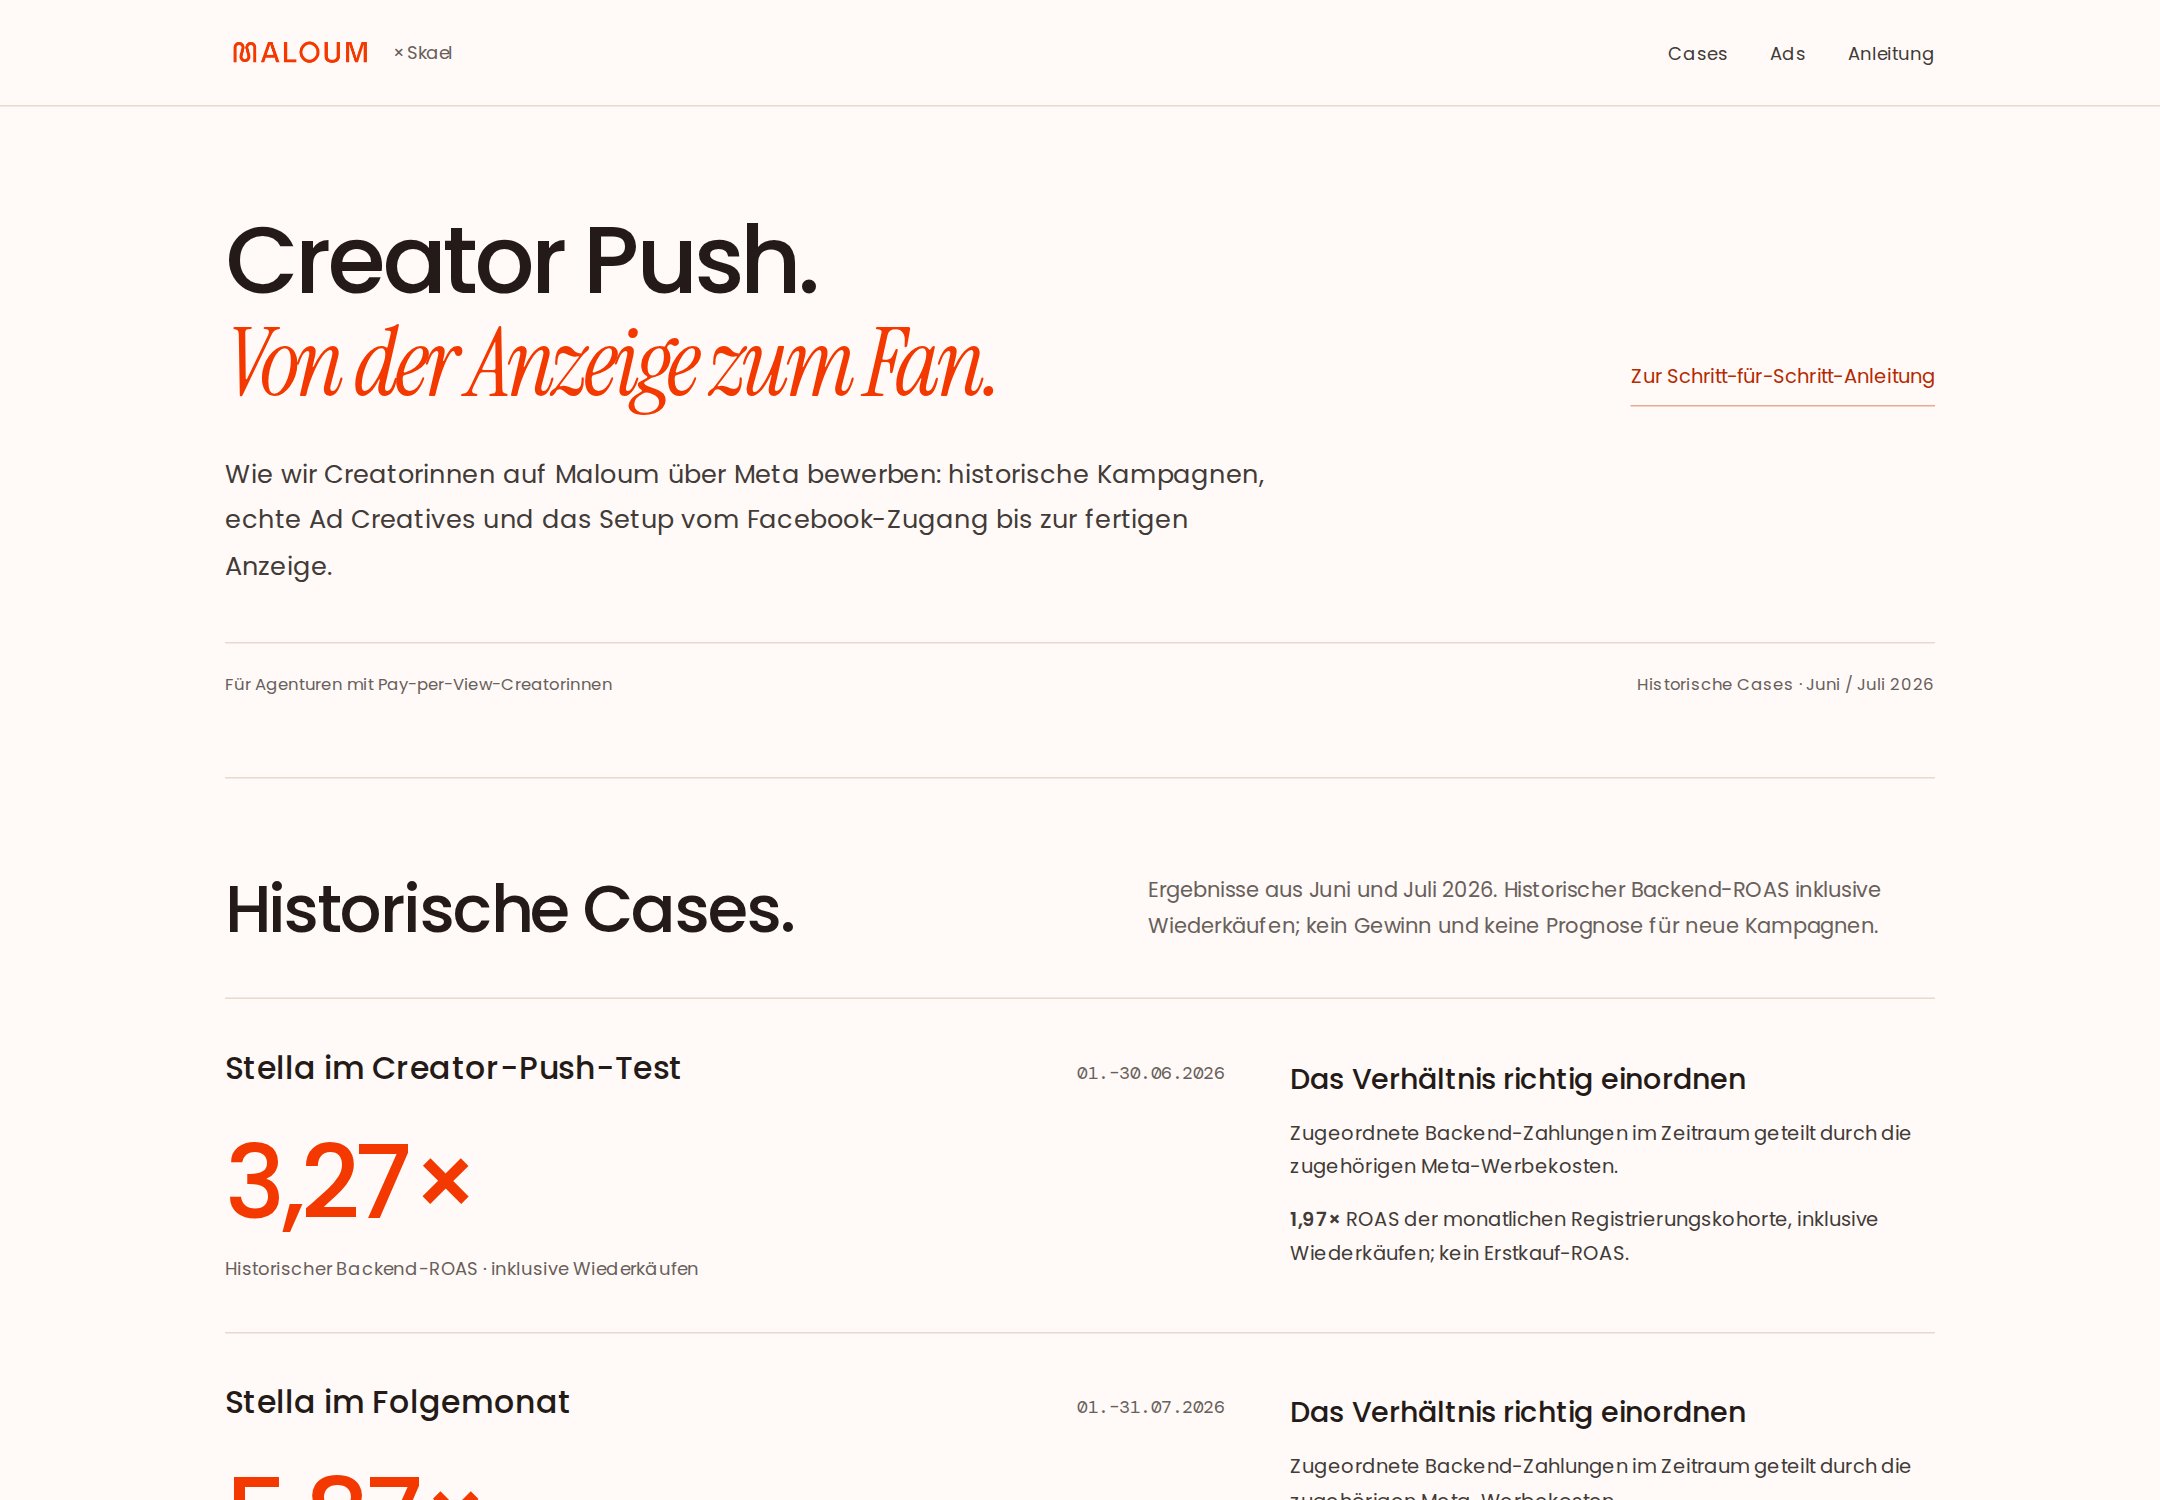 MALOUM × Skael
Cases Ads Anleitung
Creator Push.
Von der Anzeige zum Fan.
Zur Schritt-für-Schritt-Anleitung
Wie wir Creatorinnen auf Maloum über Meta bewerben: historische Kampagnen,
echte Ad Creatives und das Setup vom Facebook-Zugang bis zur fertigen
Anzeige.
Für Agenturen mit Pay-per-View-Creatorinnen
Historische Cases · Juni / Juli 2026
Historische Cases.
Ergebnisse aus Juni und Juli 2026. Historischer Backend-ROAS inklusive
Wiederkäufen; kein Gewinn und keine Prognose für neue Kampagnen.
Stella im Creator-Push-Test
01.–30.06.2026
3,27×
Historischer Backend-ROAS · inklusive Wiederkäufen
Das Verhältnis richtig einordnen
Zugeordnete Backend-Zahlungen im Zeitraum geteilt durch die
zugehörigen Meta-Werbekosten.
1,97× ROAS der monatlichen Registrierungskohorte, inklusive
Wiederkäufen; kein Erstkauf-ROAS.
Stella im Folgemonat
01.–31.07.2026
5,87×
Das Verhältnis richtig einordnen
Zugeordnete Backend-Zahlungen im Zeitraum geteilt durch die
zugehörigen Meta-Werbekosten.